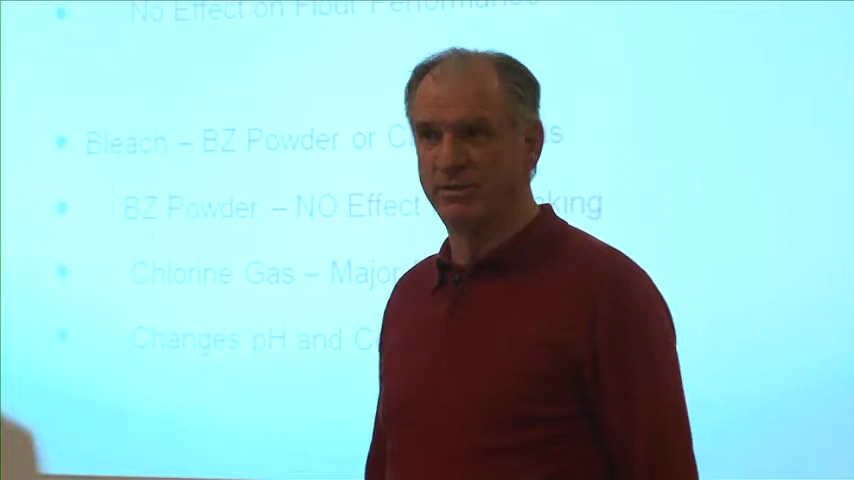 No Effect on Flour Performance
Bleach – BZ Powder or C s
BZ Powder – NO Effect king
Chlorine Gas – Major
Changes pH and C